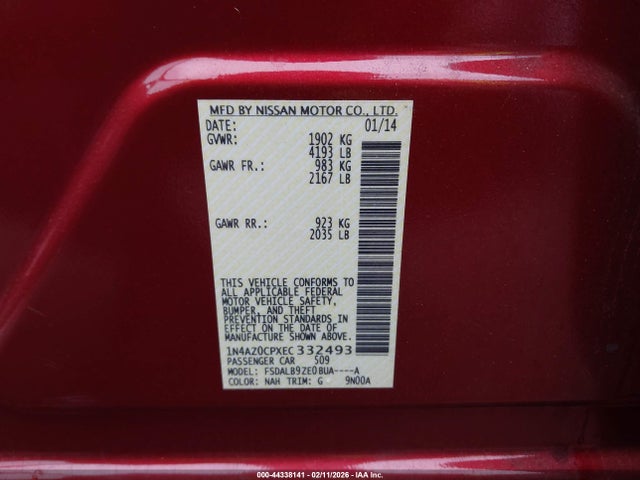 MFD BY NISSAN MOTOR CO., LTD.
DATE: 01/14
GVWR: 1902 KG
4193 LB
GAWR FR.: 983 KG
2167 LB
GAWR RR.: 923 KG
2035 LB
THIS VEHICLE CONFORMS TO
ALL APPLICABLE FEDERAL
MOTOR VEHICLE SAFETY,
BUMPER, AND THEFT
PREVENTION STANDARDS IN
EFFECT ON THE DATE OF
MANUFACTURE SHOWN ABOVE.
1N4AZ0CPXEC332493
PASSENGER CAR 509
MODEL: FSDALB9ZE0BUA----A
COLOR: NAH TRIM: G 9N00A
000-44338141 - 02/11/2026 - IAA Inc.